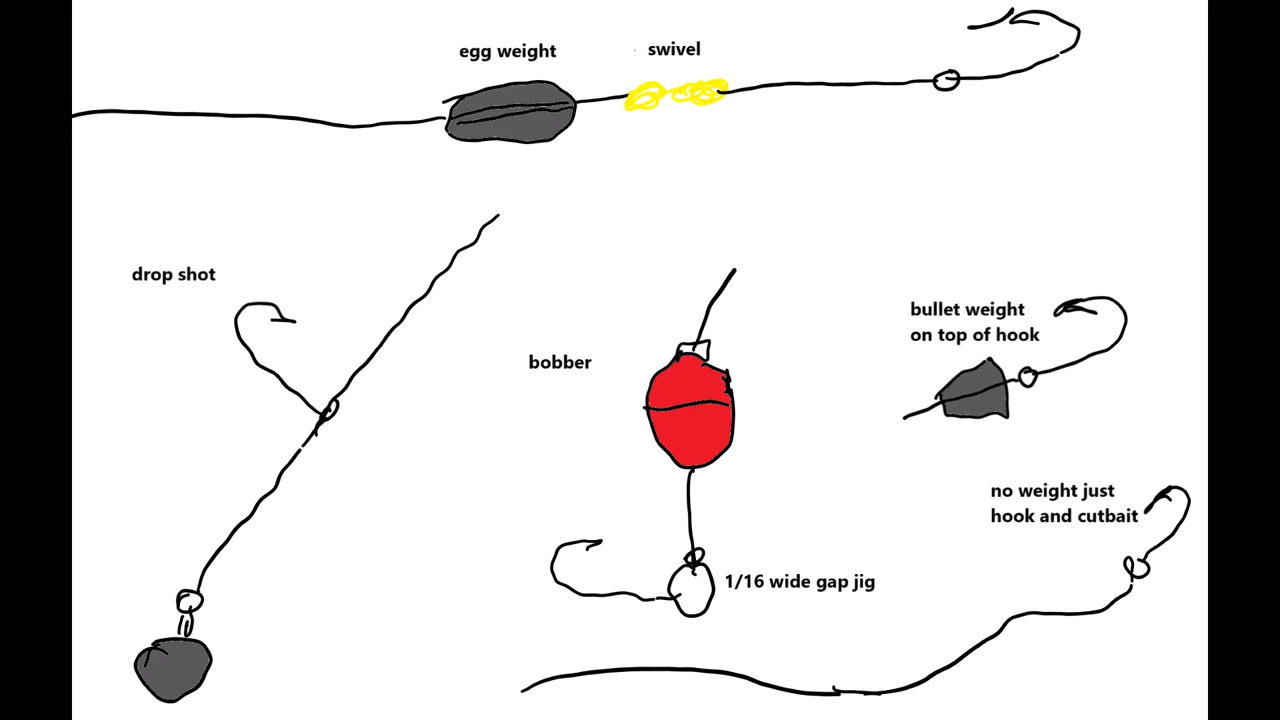 egg weight
swivel
drop shot
bobber
bullet weight
on top of hook
no weight just
hook and cutbait
1/16 wide gap jig